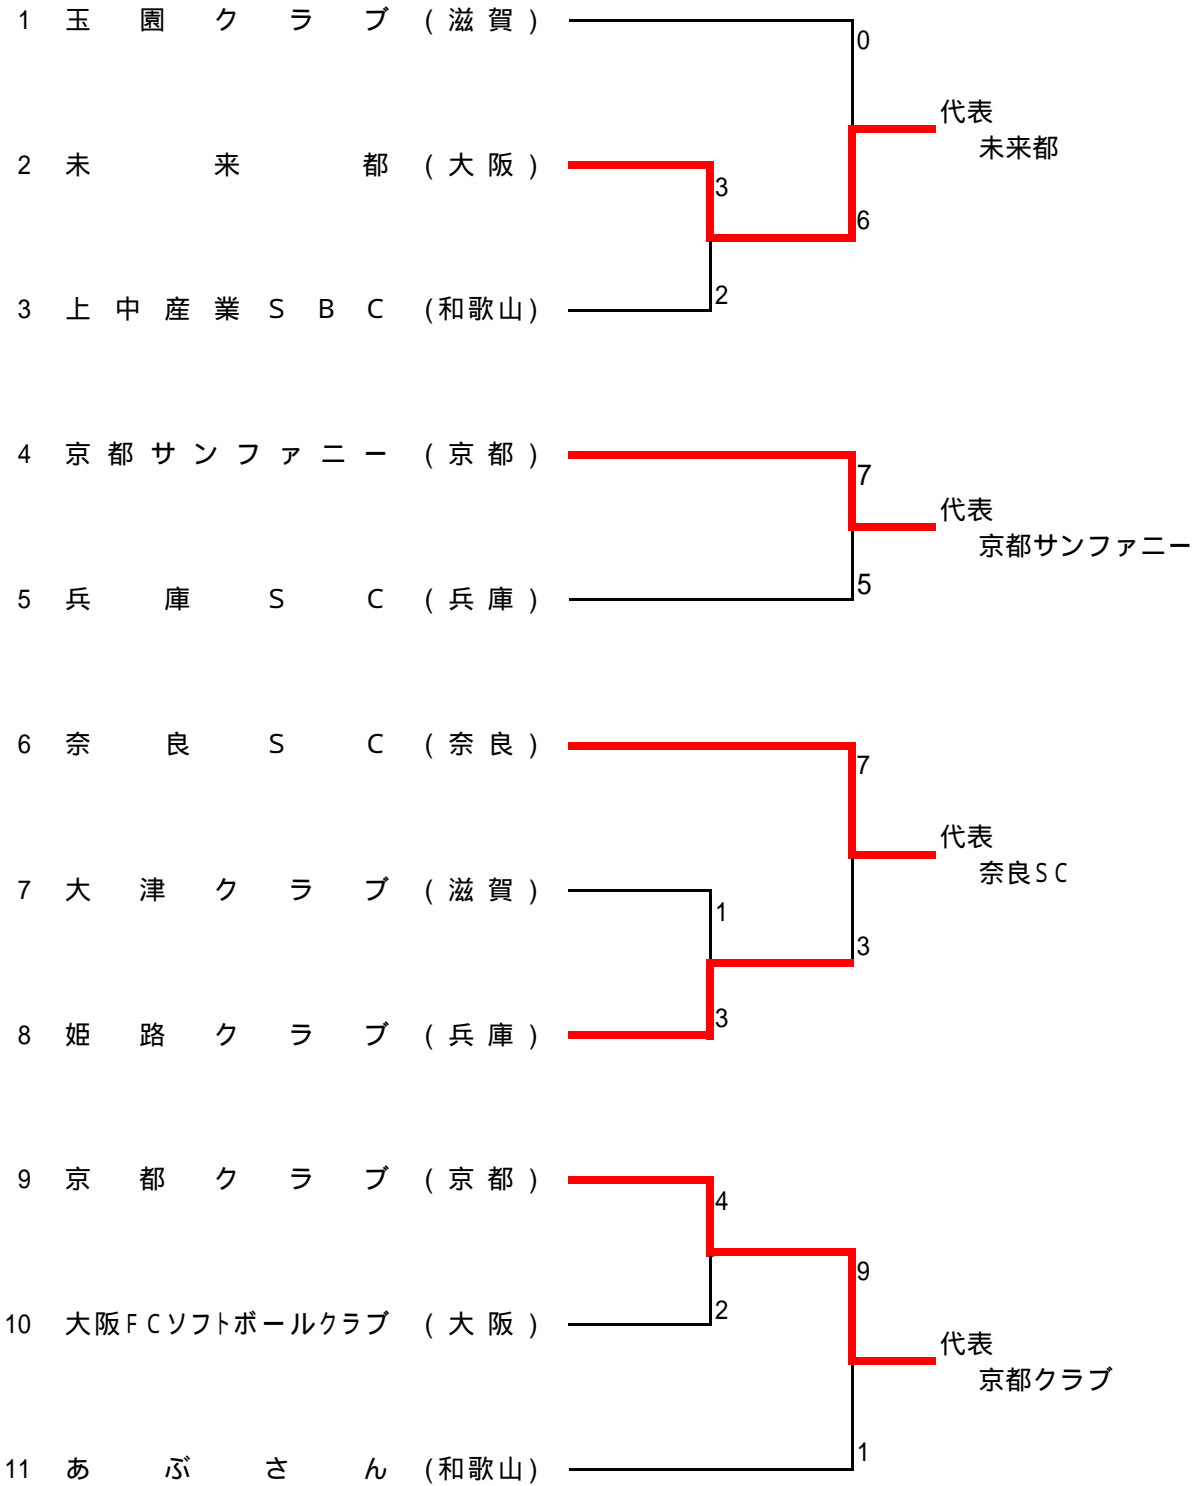 1 玉園クラブ (滋賀)
0
代表
未来都
2 未来都 (大阪)
3
6
2
3 上中産業SBC (和歌山)
4 京都サンファニー (京都)
7
代表
京都サンファニー
5
5 兵庫SC (兵庫)
6 奈良SC (奈良)
7
代表
奈良SC
7 大津クラブ (滋賀)
1
3
3
8 姫路クラブ (兵庫)
9 京都クラブ (京都)
4
9
2
10 大阪FCソフトボールクラブ (大阪)
代表
京都クラブ
1
11 あぶさん (和歌山)